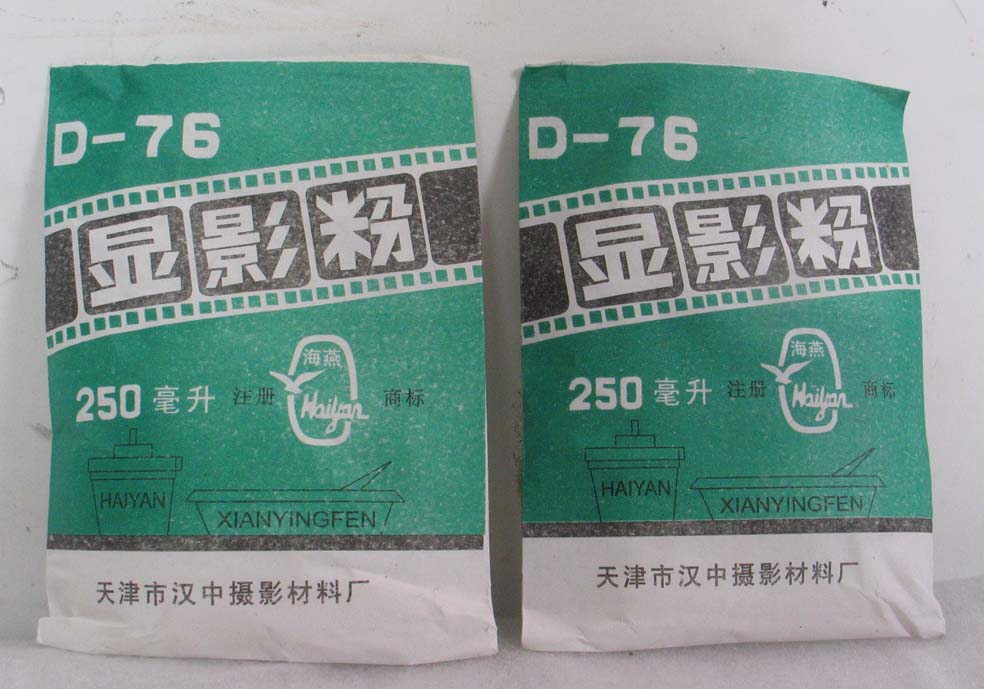 D-76
显影粉
海燕
250毫升 注册 Haiyan 商标
HAIYAN
XIANYINGFEN
天津市汉中摄影材料厂
D-76
显影粉
海燕
250毫升 注册 Haiyan 商标
HAIYAN
XIANYINGFEN
天津市汉中摄影材料厂